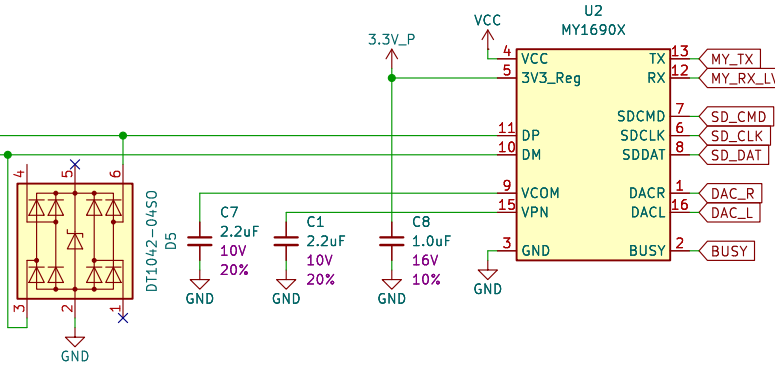 U2
MY1690X
VCC
3.3V_P
4
VCC
5
3V3_Reg
11
DP
10
DM
9
VCOM
15
VPN
3
GND
TX
13
MY_TX
RX
12
MY_RX_LV
SDCMD
7
SD_CMD
SDCLK
6
SD_CLK
SDDAT
8
SD_DAT
DACR
1
DAC_R
DACL
16
DAC_L
BUSY
2
BUSY
GND
4
5
6
3
2
1
DT1042-04SO
D5
GND
C7
2.2uF
10V
20%
GND
C1
2.2uF
10V
20%
GND
C8
1.0uF
16V
10%
GND